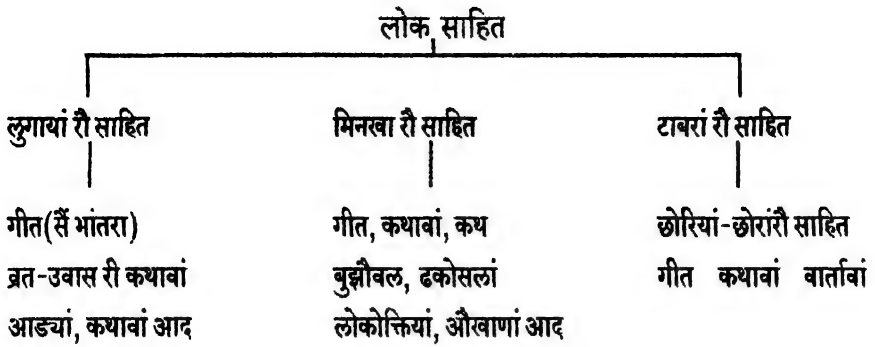 लोक साहित
लुगायां रौ साहित
मिनखा रौ साहित
टाबरां रौ साहित
गीत(सैं भांतरा)
व्रत-उवास री कथावां
आड्यां, कथावां आद
गीत, कथावां, कथ
बुझौवल, ढकोसलां
लोकोक्तियां, औखाणां आद
छोरियां-छोरांरौ साहित
गीत कथावां वार्तावां